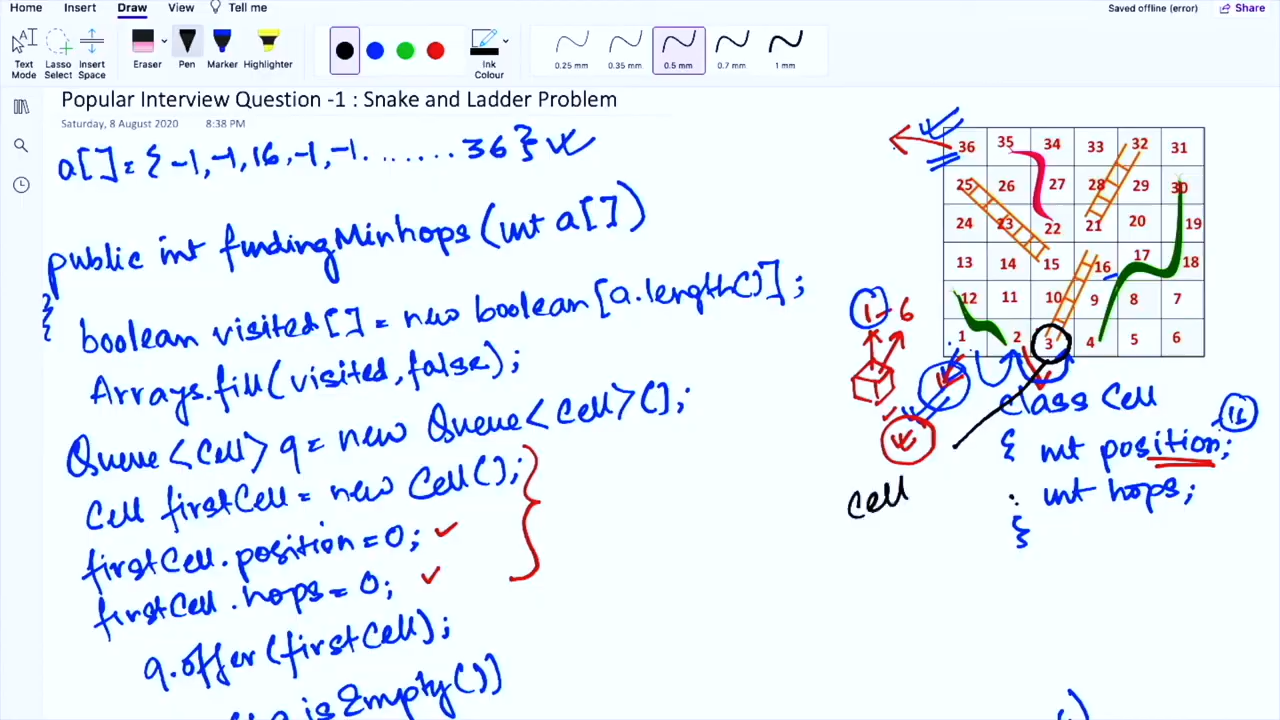 Home Insert Draw View Tell me Saved offline (error) Share
Text Mode Lasso Select Insert Space Eraser Pen Marker Highlighter Ink Colour 0.25 mm 0.35 mm 0.5 mm 0.7 mm 1 mm
Popular Interview Question -1 : Snake and Ladder Problem
Saturday, 8 August 2020 8:38 PM
a[] = { -1, -1, 16, -1, -1. ...... 36 }
public int findingMinhops (int a[])
{
boolean visited[] = new boolean [a.length()];
Arrays.fill(visited, false);
Queue <Cell> q = new Queue <Cell> ();
Cell firstCell = new Cell();
firstCell.position = 0;
firstCell.hops = 0;
q.offer(firstCell);
isEmpty())
36 35 34 33 32 31
25 26 27 28 29 30
24 23 22 21 20 19
13 14 15 16 17 18
12 11 10 9 8 7
1 2 3 4 5 6
1 - 6
class Cell
{ int position; 16
int hops;
}
Cell